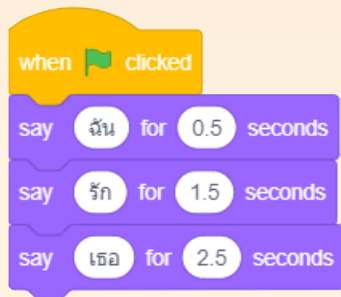 when clicked
say ฉัน for 0.5 seconds
say รัก for 1.5 seconds
say เธอ for 2.5 seconds